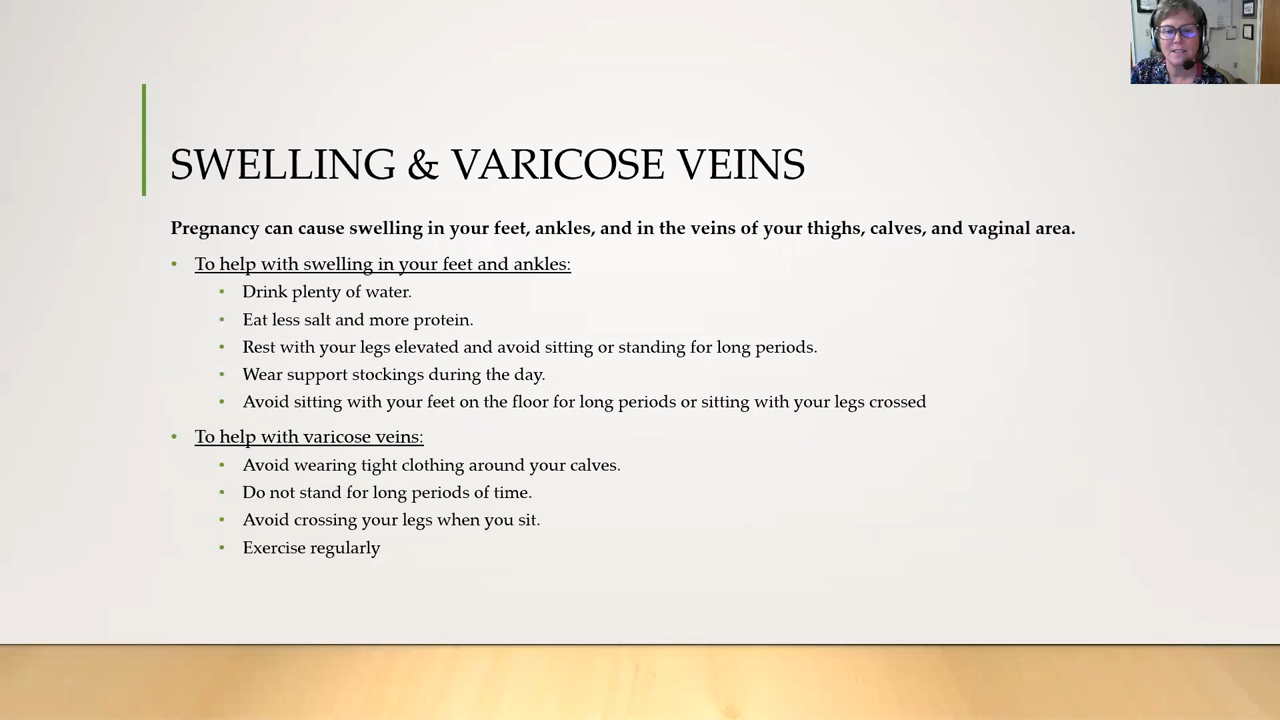 SWELLING & VARICOSE VEINS
Pregnancy can cause swelling in your feet, ankles, and in the veins of your thighs, calves, and vaginal area.
• To help with swelling in your feet and ankles:
• Drink plenty of water.
• Eat less salt and more protein.
• Rest with your legs elevated and avoid sitting or standing for long periods.
• Wear support stockings during the day.
• Avoid sitting with your feet on the floor for long periods or sitting with your legs crossed
• To help with varicose veins:
• Avoid wearing tight clothing around your calves.
• Do not stand for long periods of time.
• Avoid crossing your legs when you sit.
• Exercise regularly